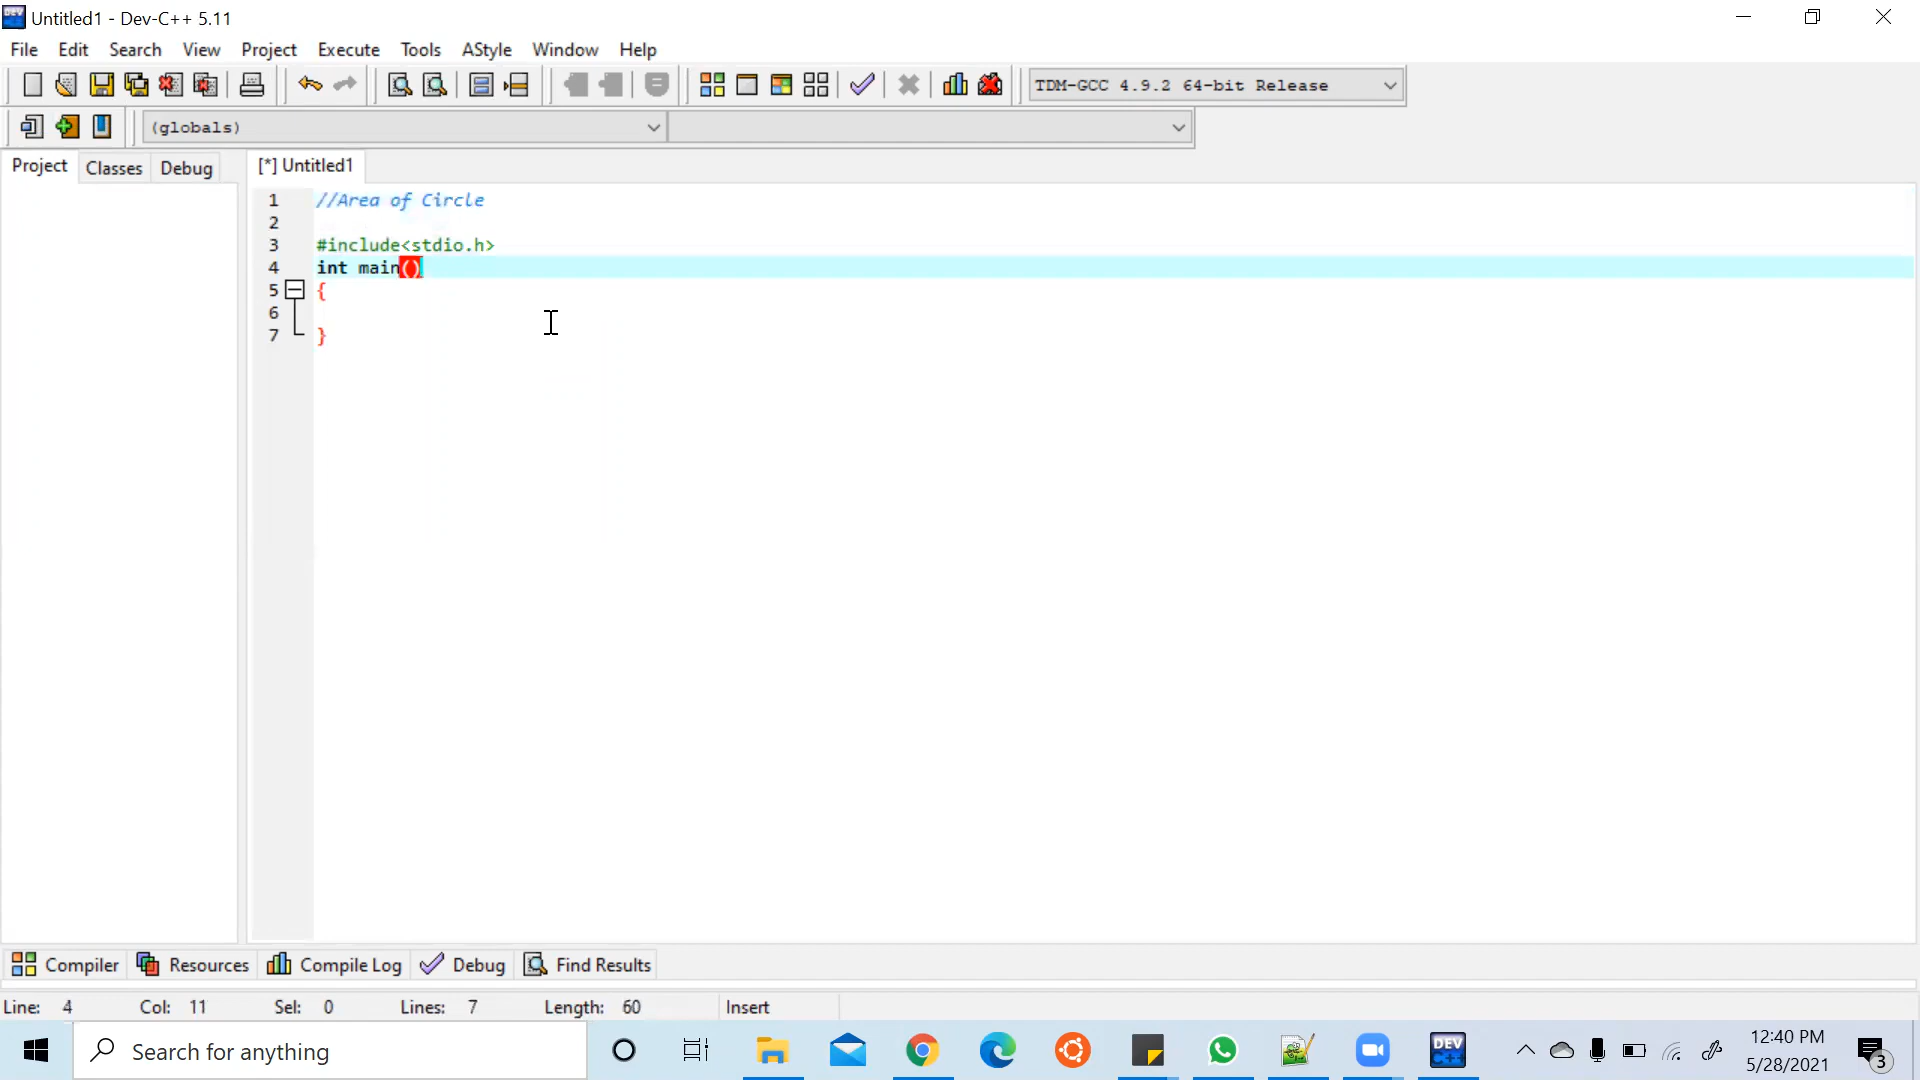 Untitled1 - Dev-C++ 5.11
File Edit Search View Project Execute Tools AStyle Window Help
TDM-GCC 4.9.2 64-bit Release
(globals)
Project Classes Debug [*] Untitled1
1 //Area of Circle
2
3 #include<stdio.h>
4 int main()
5 {
6
7 }
Compiler Resources Compile Log Debug Find Results
Line: 4 Col: 11 Sel: 0 Lines: 7 Length: 60 Insert
Search for anything
DEV C++
12:40 PM
5/28/2021
3